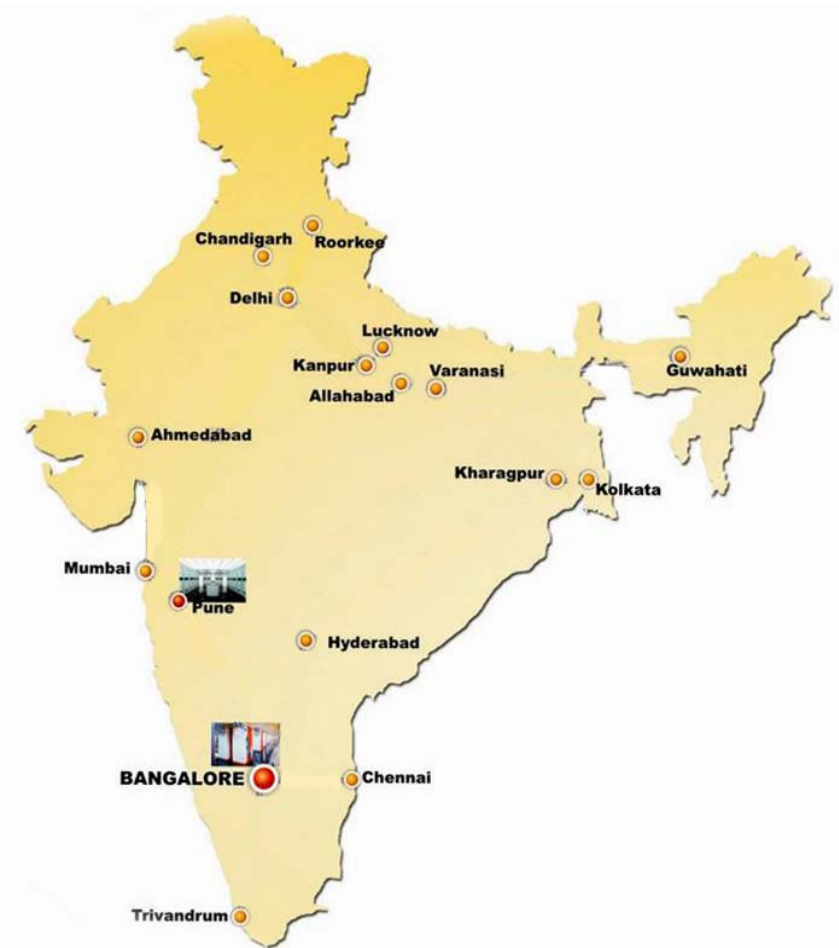 Chandigarh
Roorkee
Delhi
Lucknow
Kanpur
Varanasi
Allahabad
Guwahati
Ahmedabad
Kharagpur
Kolkata
Mumbai
Pune
Hyderabad
BANGALORE
Chennai
Trivandrum